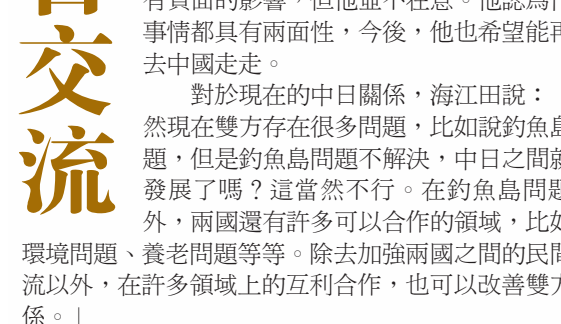 交流
有負面的影響，但他並不在意。他認為
事情都具有兩面性，今後，他也希望能再
去中國走走。
對於現在的中日關係，海江田說：
然現在雙方存在很多問題，比如說釣魚島
題，但是釣魚島問題不解決，中日之間就
發展了嗎？這當然不行。在釣魚島問題
外，兩國還有許多可以合作的領域，比如
環境問題、養老問題等等。除去加強兩國之間的民間
流以外，在許多領域上的互利合作，也可以改善雙方
係。|